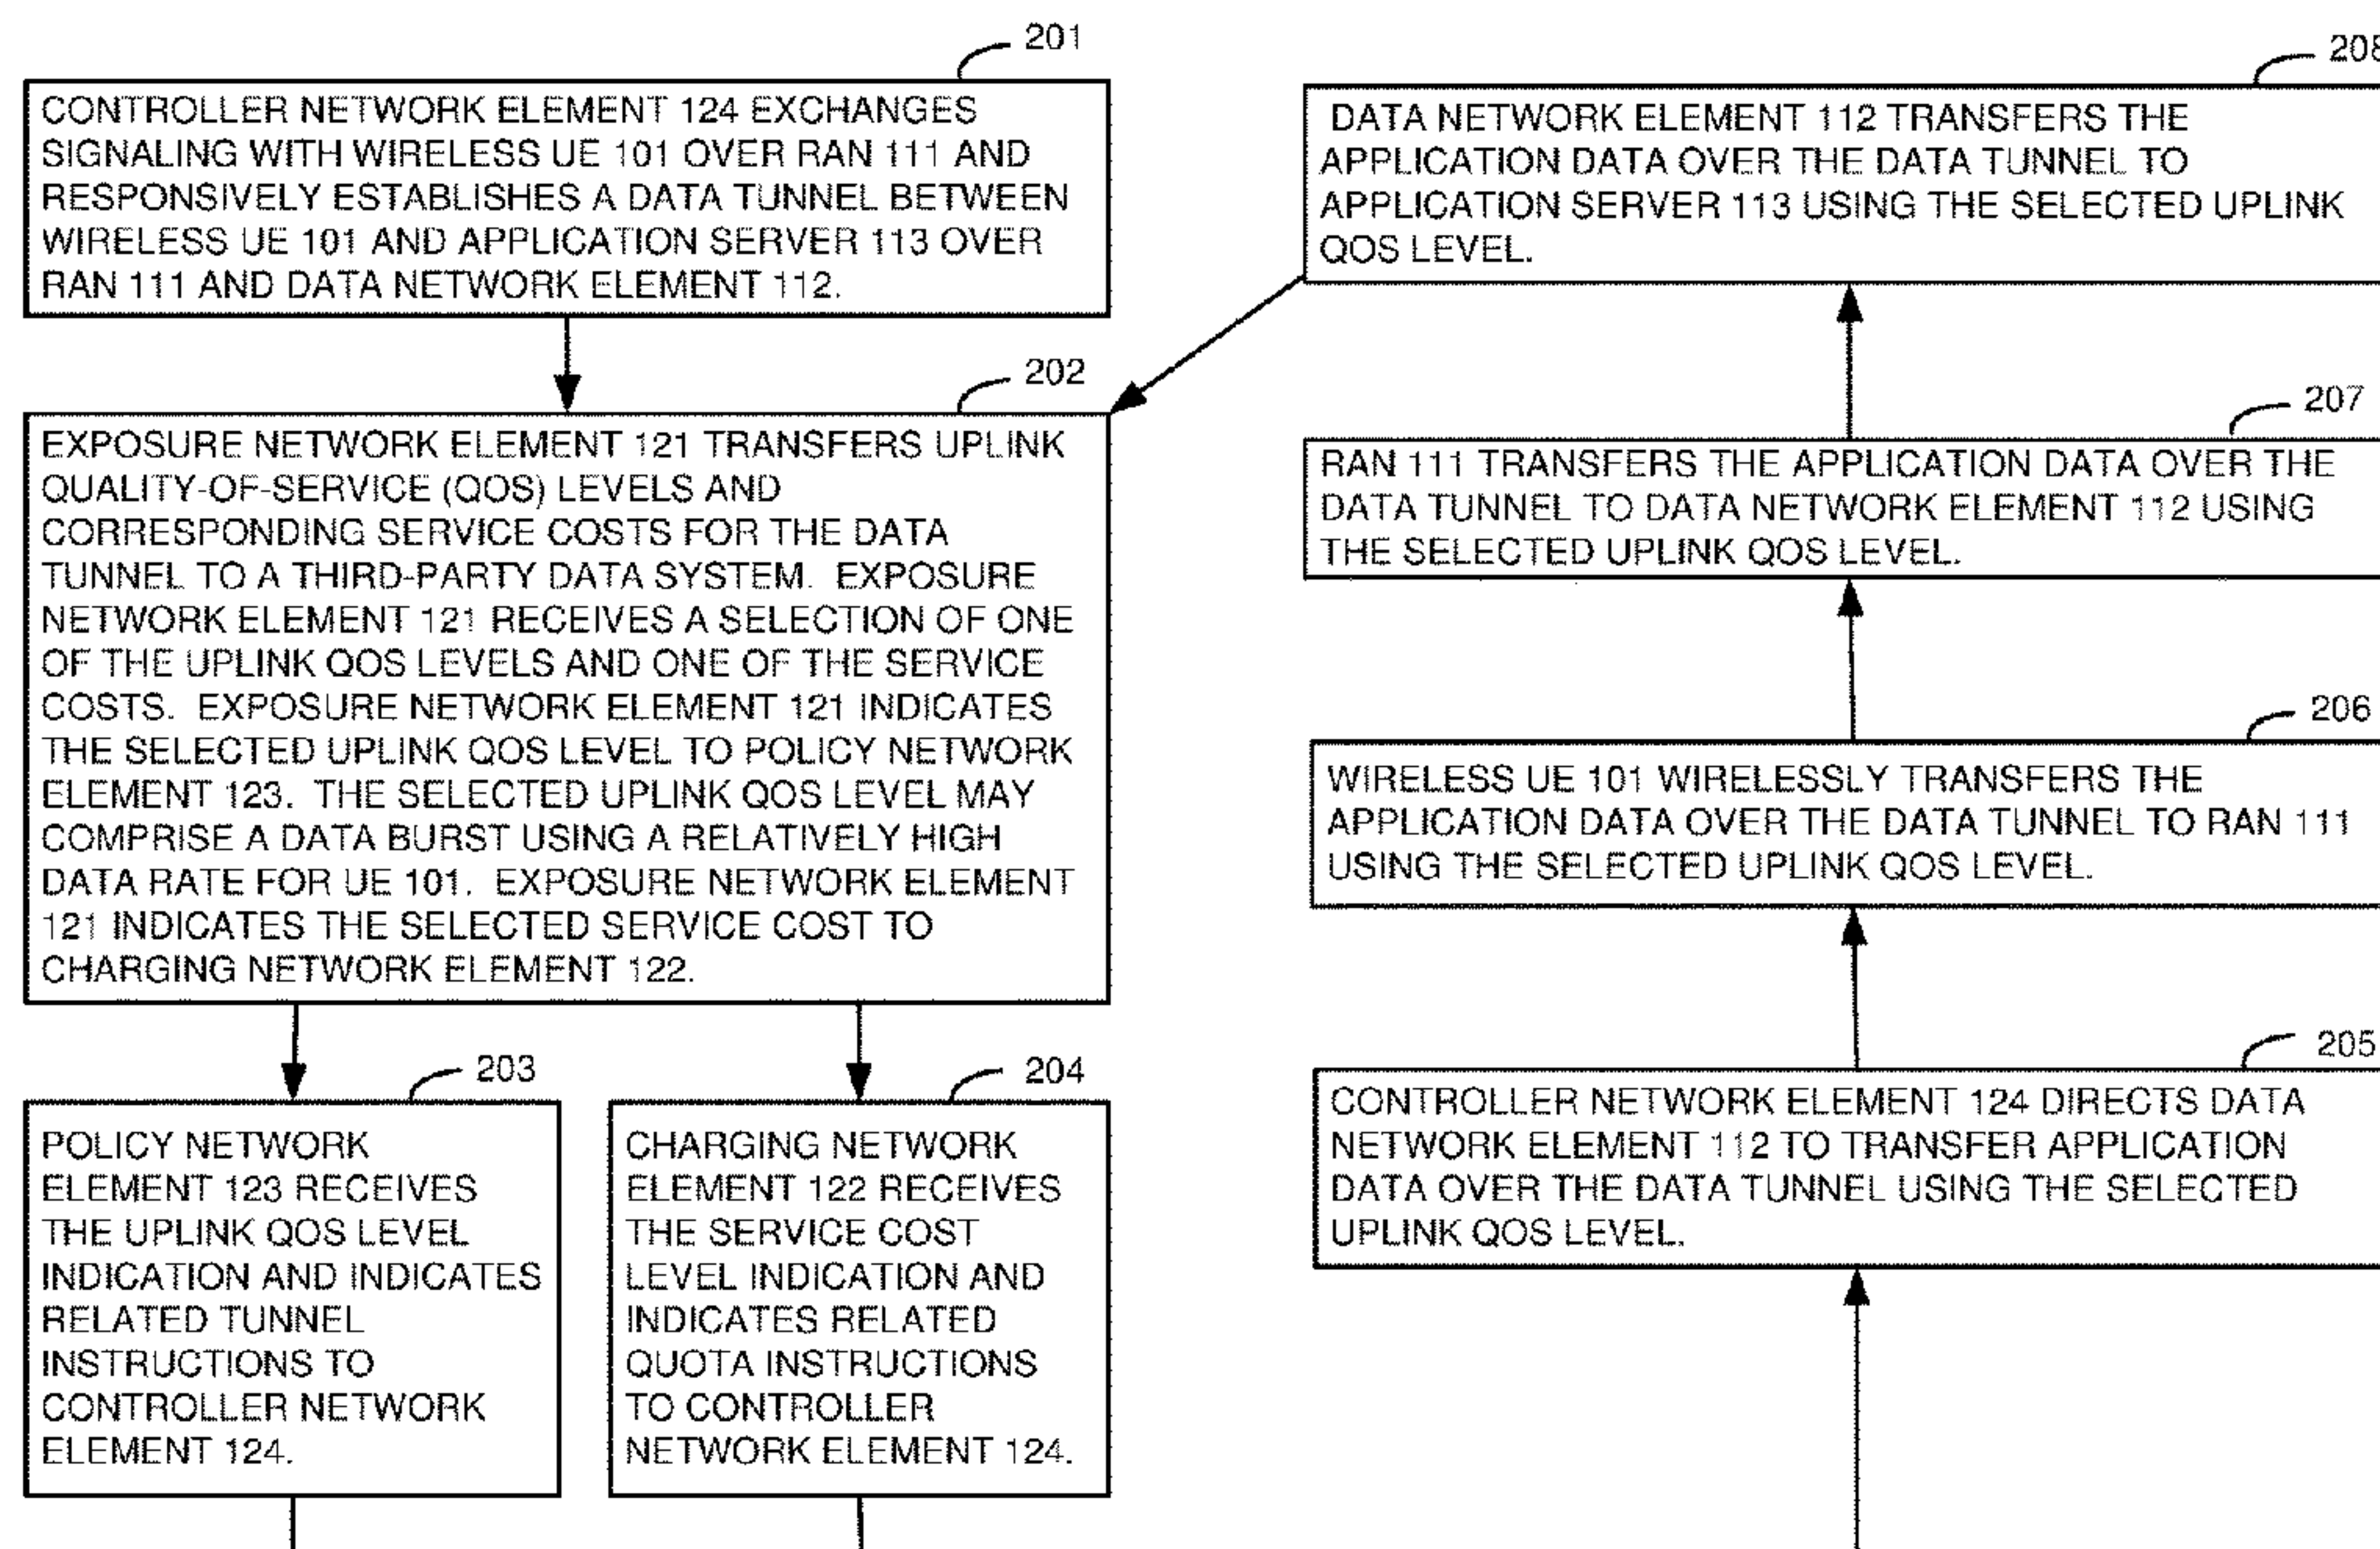 201
CONTROLLER NETWORK ELEMENT 124 EXCHANGES
SIGNALING WITH WIRELESS UE 101 OVER RAN 111 AND
RESPONSIVELY ESTABLISHES A DATA TUNNEL BETWEEN
WIRELESS UE 101 AND APPLICATION SERVER 113 OVER
RAN 111 AND DATA NETWORK ELEMENT 112.
202
EXPOSURE NETWORK ELEMENT 121 TRANSFERS UPLINK
QUALITY-OF-SERVICE (QOS) LEVELS AND
CORRESPONDING SERVICE COSTS FOR THE DATA
TUNNEL TO A THIRD-PARTY DATA SYSTEM. EXPOSURE
NETWORK ELEMENT 121 RECEIVES A SELECTION OF ONE
OF THE UPLINK QOS LEVELS AND ONE OF THE SERVICE
COSTS. EXPOSURE NETWORK ELEMENT 121 INDICATES
THE SELECTED UPLINK QOS LEVEL TO POLICY NETWORK
ELEMENT 123. THE SELECTED UPLINK QOS LEVEL MAY
COMPRISE A DATA BURST USING A RELATIVELY HIGH
DATA RATE FOR UE 101. EXPOSURE NETWORK ELEMENT
121 INDICATES THE SELECTED SERVICE COST TO
CHARGING NETWORK ELEMENT 122.
203
POLICY NETWORK
ELEMENT 123 RECEIVES
THE UPLINK QOS LEVEL
INDICATION AND INDICATES
RELATED TUNNEL
INSTRUCTIONS TO
CONTROLLER NETWORK
ELEMENT 124.
204
CHARGING NETWORK
ELEMENT 122 RECEIVES
THE SERVICE COST
LEVEL INDICATION AND
INDICATES RELATED
QUOTA INSTRUCTIONS
TO CONTROLLER
NETWORK ELEMENT 124.
208
DATA NETWORK ELEMENT 112 TRANSFERS THE
APPLICATION DATA OVER THE DATA TUNNEL TO
APPLICATION SERVER 113 USING THE SELECTED UPLINK
QOS LEVEL.
207
RAN 111 TRANSFERS THE APPLICATION DATA OVER THE
DATA TUNNEL TO DATA NETWORK ELEMENT 112 USING
THE SELECTED UPLINK QOS LEVEL.
206
WIRELESS UE 101 WIRELESSLY TRANSFERS THE
APPLICATION DATA OVER THE DATA TUNNEL TO RAN 111
USING THE SELECTED UPLINK QOS LEVEL.
205
CONTROLLER NETWORK ELEMENT 124 DIRECTS DATA
NETWORK ELEMENT 112 TO TRANSFER APPLICATION
DATA OVER THE DATA TUNNEL USING THE SELECTED
UPLINK QOS LEVEL.